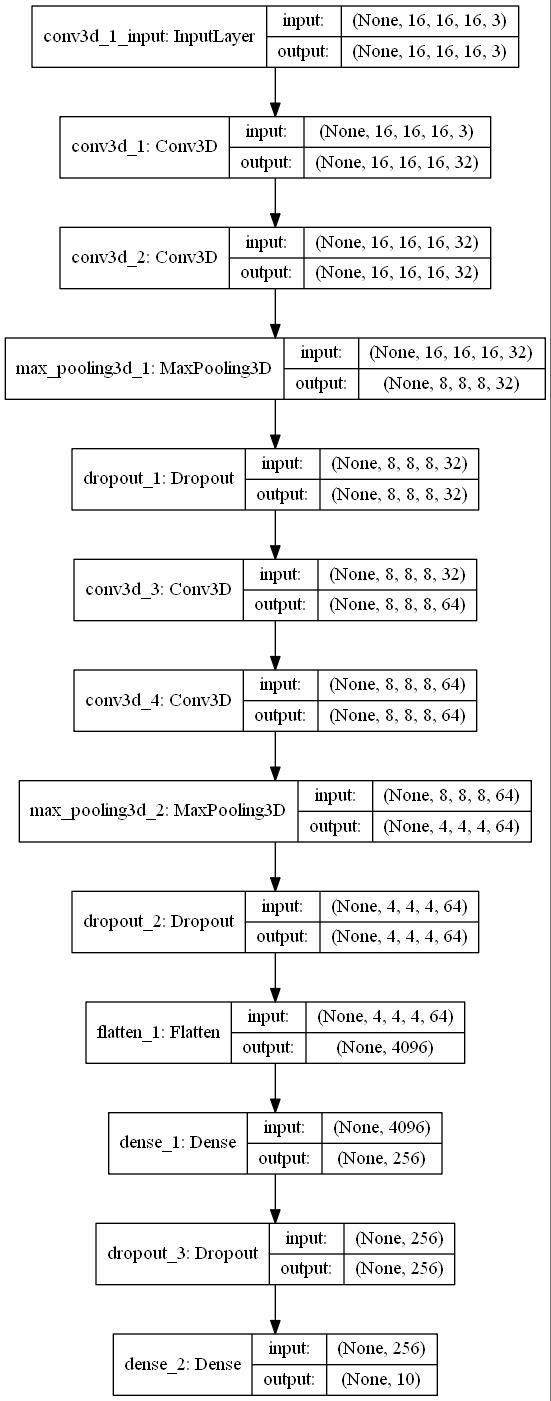 conv3d_1_input: InputLayer
input: (None, 16, 16, 16, 3)
output: (None, 16, 16, 16, 3)
conv3d_1: Conv3D
input: (None, 16, 16, 16, 3)
output: (None, 16, 16, 16, 32)
conv3d_2: Conv3D
input: (None, 16, 16, 16, 32)
output: (None, 16, 16, 16, 32)
max_pooling3d_1: MaxPooling3D
input: (None, 16, 16, 16, 32)
output: (None, 8, 8, 8, 32)
dropout_1: Dropout
input: (None, 8, 8, 8, 32)
output: (None, 8, 8, 8, 32)
conv3d_3: Conv3D
input: (None, 8, 8, 8, 32)
output: (None, 8, 8, 8, 64)
conv3d_4: Conv3D
input: (None, 8, 8, 8, 64)
output: (None, 8, 8, 8, 64)
max_pooling3d_2: MaxPooling3D
input: (None, 8, 8, 8, 64)
output: (None, 4, 4, 4, 64)
dropout_2: Dropout
input: (None, 4, 4, 4, 64)
output: (None, 4, 4, 4, 64)
flatten_1: Flatten
input: (None, 4, 4, 4, 64)
output: (None, 4096)
dense_1: Dense
input: (None, 4096)
output: (None, 256)
dropout_3: Dropout
input: (None, 256)
output: (None, 256)
dense_2: Dense
input: (None, 256)
output: (None, 10)